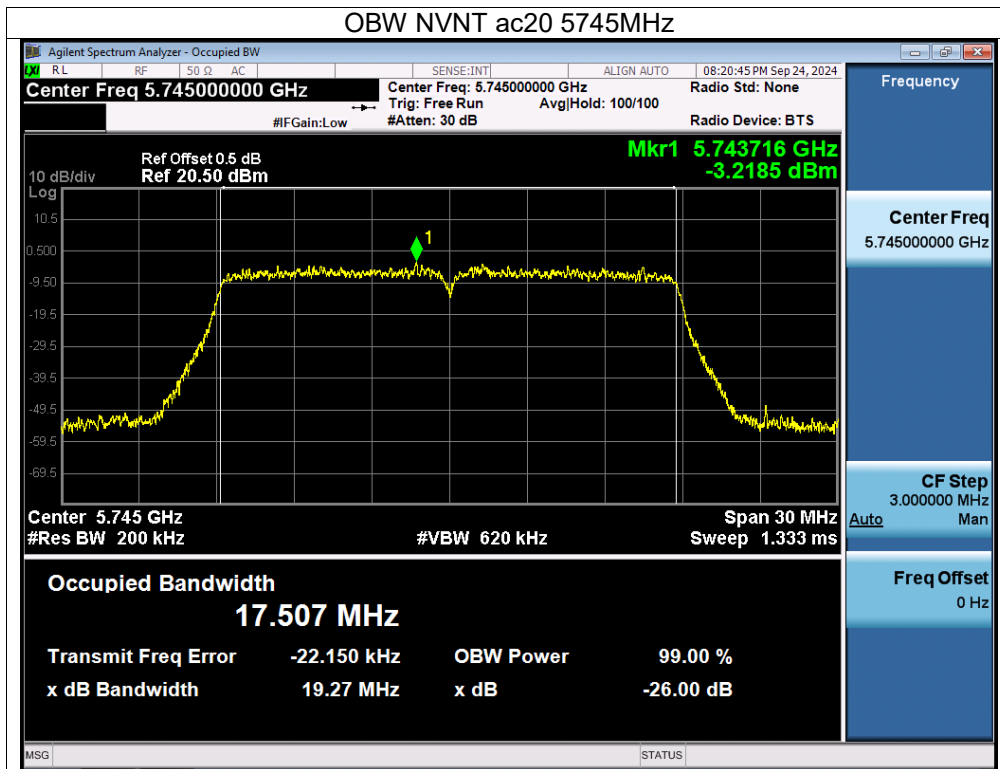 OBW NVNT ac20 5745MHz
Agilent Spectrum Analyzer - Occupied BW
LXI RL RF 50 Ω AC SENSE:INT ALIGN AUTO 08:20:45 PM Sep 24, 2024
Center Freq 5.745000000 GHz
Center Freq: 5.745000000 GHz
Radio Std: None
Trig: Free Run Avg|Hold: 100/100
#IFGain:Low #Atten: 30 dB Radio Device: BTS
Frequency
Mkr1 5.743716 GHz
-3.2185 dBm
Ref Offset 0.5 dB
10 dB/div Ref 20.50 dBm
Log
10.5
0.500
-9.50
-19.5
-29.5
-39.5
-49.5
-59.5
-69.5
1
Center 5.745 GHz Span 30 MHz
#Res BW 200 kHz #VBW 620 kHz Sweep 1.333 ms
Center Freq
5.745000000 GHz
CF Step
3.000000 MHz
Auto Man
Freq Offset
0 Hz
Occupied Bandwidth
17.507 MHz
Transmit Freq Error -22.150 kHz OBW Power 99.00 %
x dB Bandwidth 19.27 MHz x dB -26.00 dB
MSG STATUS